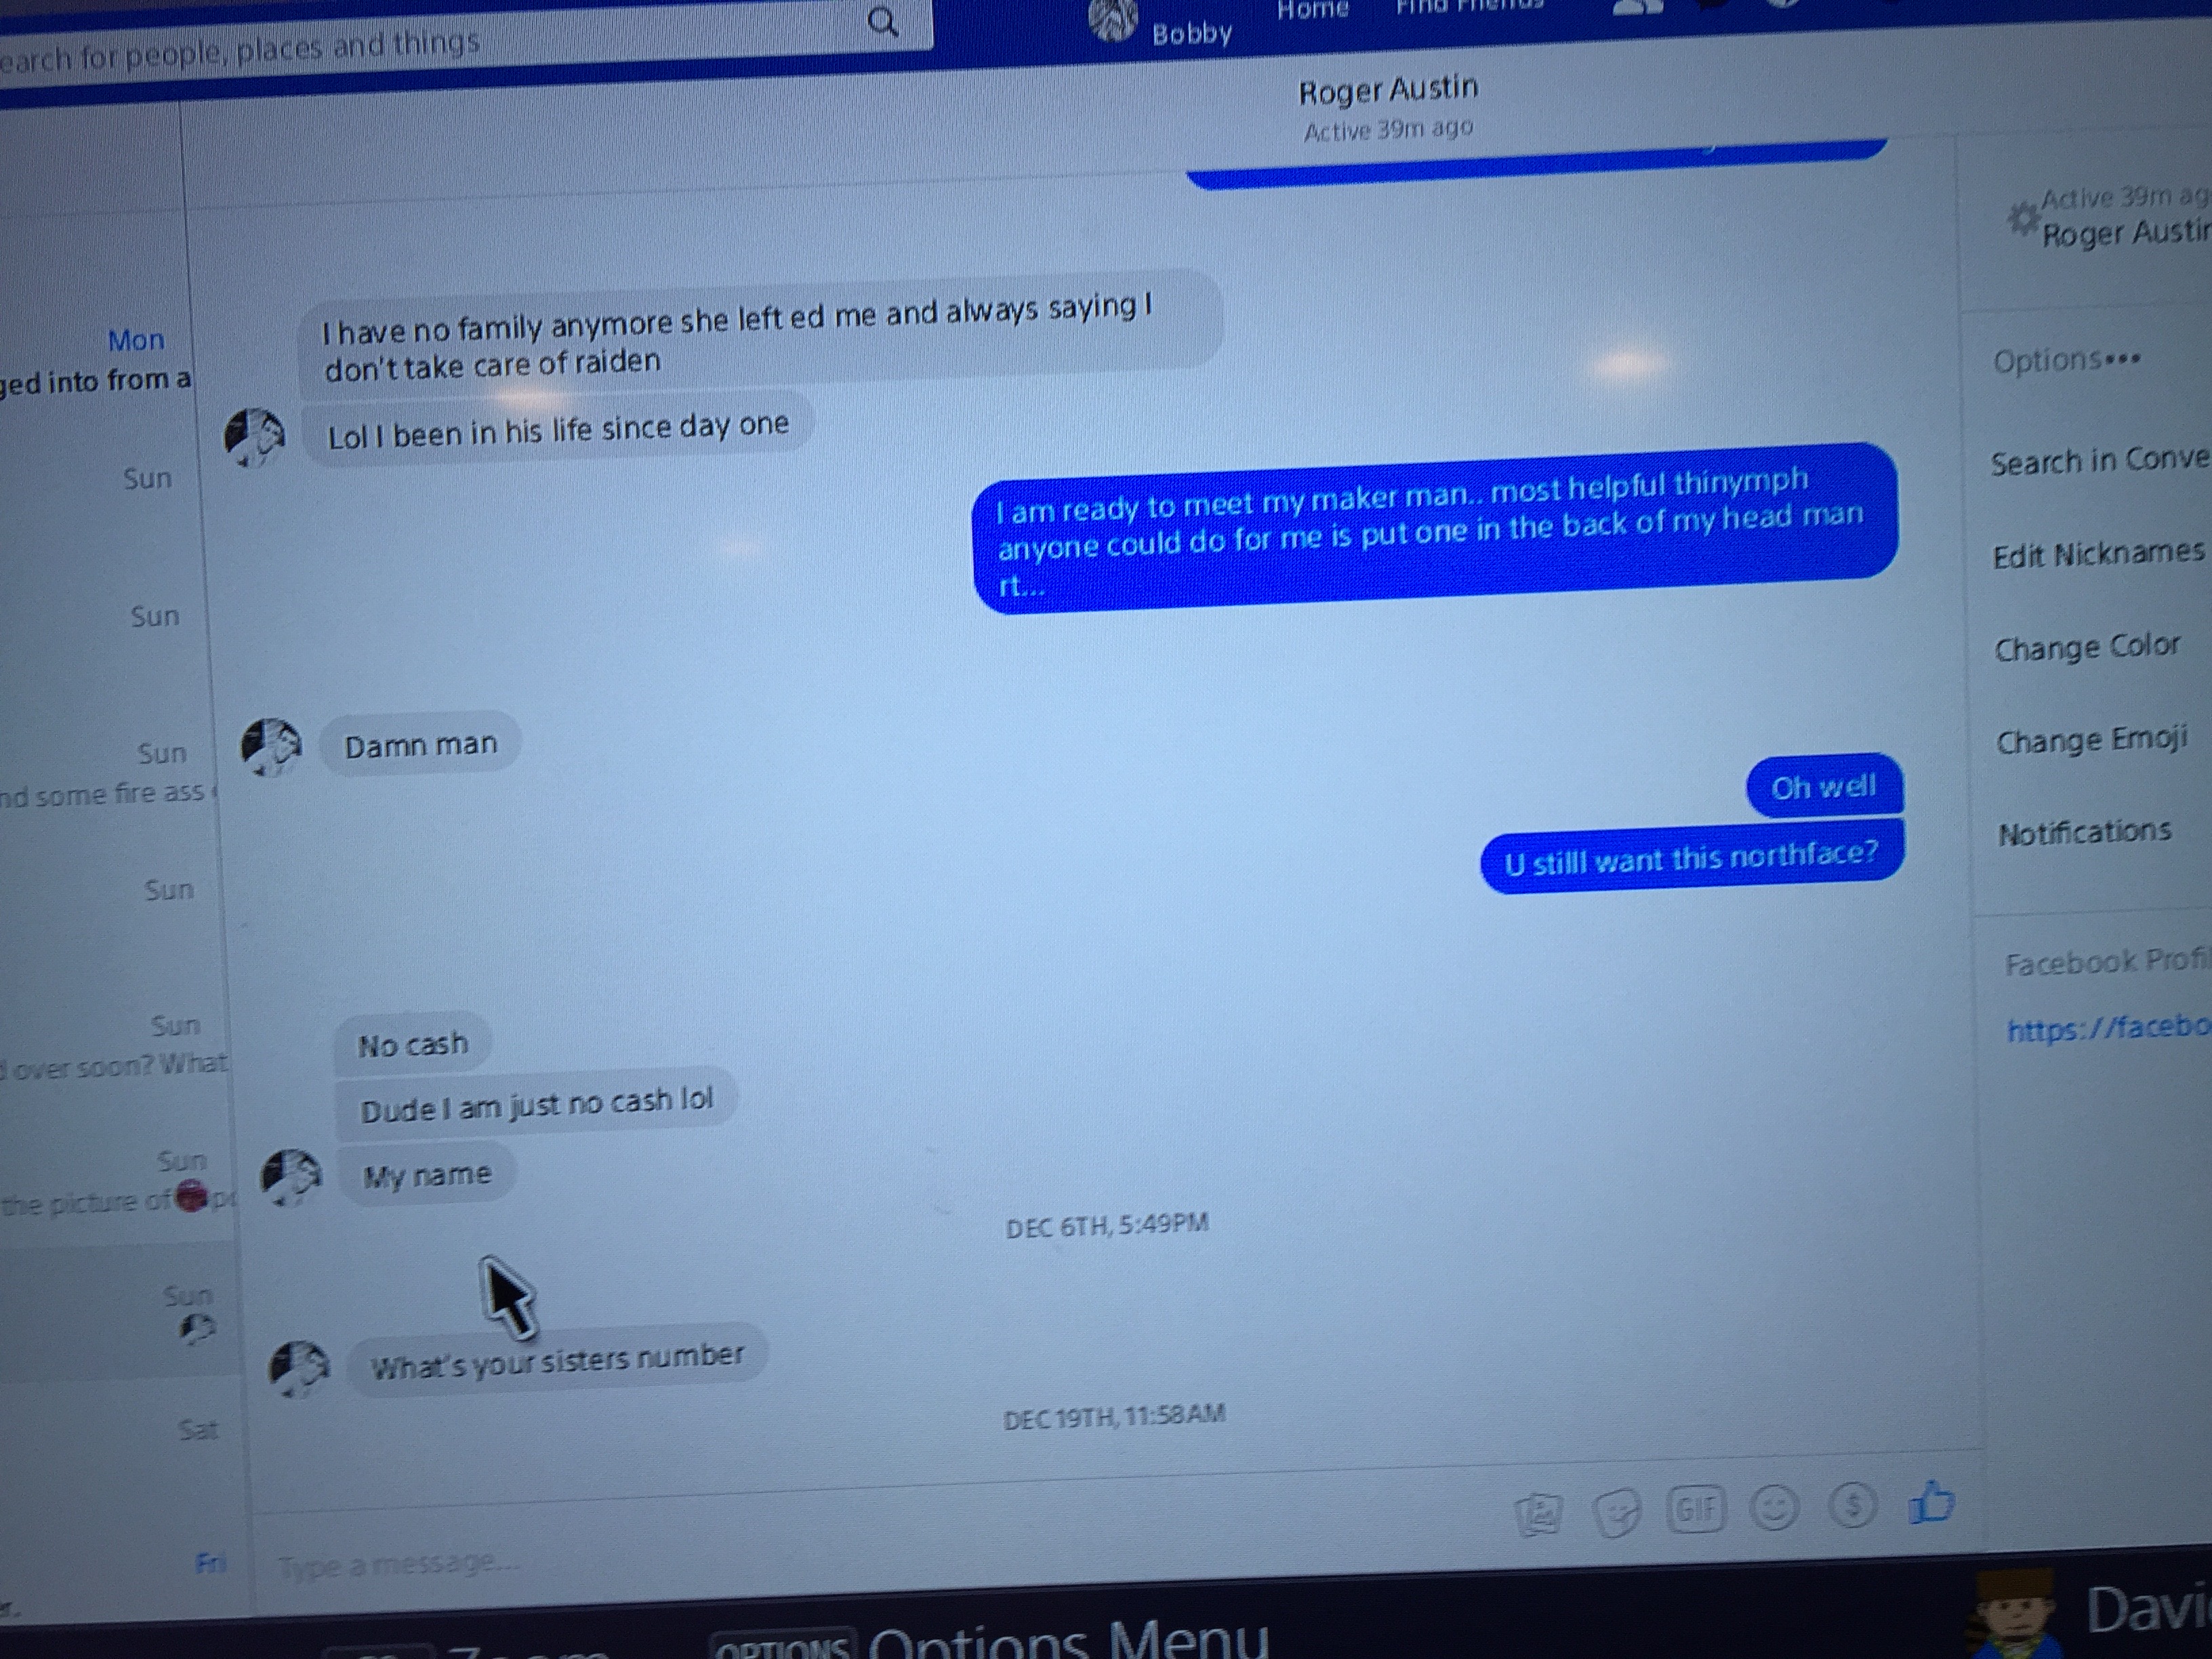 earch for people, places and things
Bobby
Home
Find Friends
Roger Austin
Active 39m ago
Active 39m ag
Roger Austin
I have no family anymore she left ed me and always saying I
don't take care of raiden
Lol I been in his life since day one
I am ready to meet my maker man.. most helpful thinymph
anyone could do for me is put one in the back of my head man
rt...
Damn man
Oh well
U stilll want this northface?
No cash
Dude I am just no cash lol
My name
DEC 6TH, 5:49PM
What's your sisters number
DEC 19TH, 11:58AM
Type a message...
GIF
$
Mon
ged into from a
Sun
Sun
Sun
nd some fire ass
Sun
Sun
d over soon? What
Sun
the picture of
Sun
Sat
Fri
r.
Options•••
Search in Conve
Edit Nicknames
Change Color
Change Emoji
Notifications
Facebook Profil
https://facebo
OPTIONS Options Menu
Davi